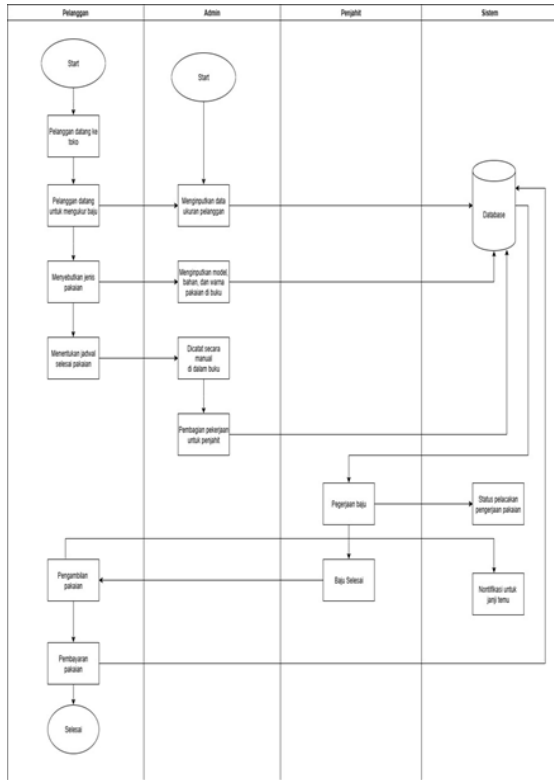 Pelanggan
Admin
Penjahit
Sistem
Start
Start
Pelanggan datang ke
toko
Pelanggan datang
untuk mengukur baju
Menginputkan data
ukuran pelanggan
Database
Menyebutkan jenis
pakaian
Menginputkan model,
bahan, dan warna
pakaian di buku
Menentukan jadwal
selesai pakaian
Dicatat secara
manual
di dalam buku
Pembagian pekerjaan
untuk penjahit
Pegerjaan baju
Status pelacakan
pengerjaan pakaian
Pengambilan
pakaian
Baju Selesai
Nontifikasi untuk
janji temu
Pembayaran
pakaian
Selesai